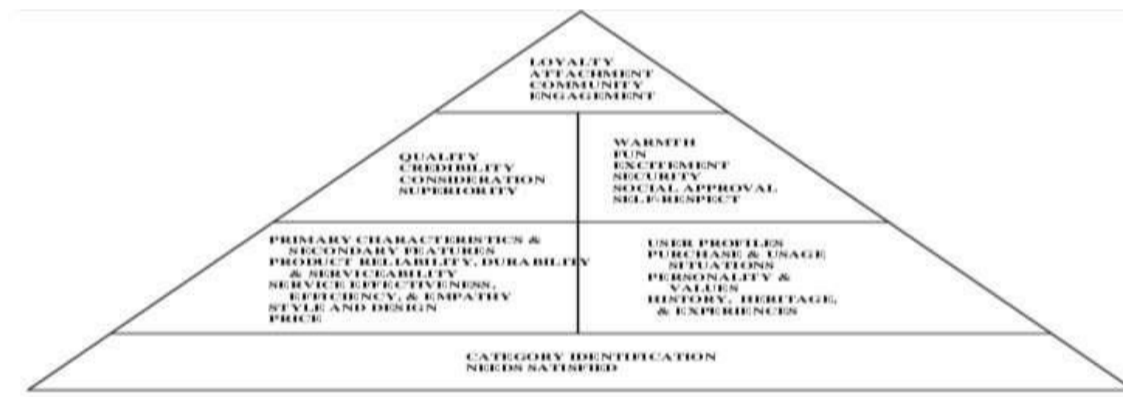 LOYALTY
ATTACHMENT
COMMUNITY
ENGAGEMENT
QUALITY
CREDIBILITY
CONSIDERATION
SUPERIORITY
WARMTH
FUN
EXCITEMENT
SECURITY
SOCIAL APPROVAL
SELF-RESPECT
PRIMARY CHARACTERISTICS &
SECONDARY FEATURES
PRODUCT RELIABILITY, DURABILITY
& SERVICEABILITY
SERVICE EFFECTIVENESS,
EFFICIENCY, & EMPATHY
STYLE AND DESIGN
PRICE
USER PROFILES
PURCHASE & USAGE
SITUATIONS
PERSONALITY &
VALUES
HISTORY, HERITAGE,
& EXPERIENCES
CATEGORY IDENTIFICATION
NEEDS SATISFIED